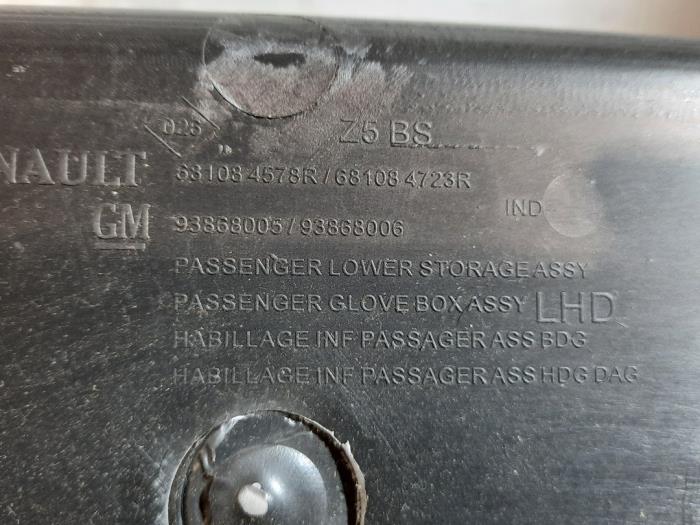 025
Z5 BS
NAULT
68108 4578R / 68108 4723R
GM
93868005 / 93868006
IND
PASSENGER LOWER STORAGE ASSY
PASSENGER GLOVE BOX ASSY LHD
HABILLAGE INF PASSAGER ASS BDG
HABILLAGE INF PASSAGER ASS HDG DAG